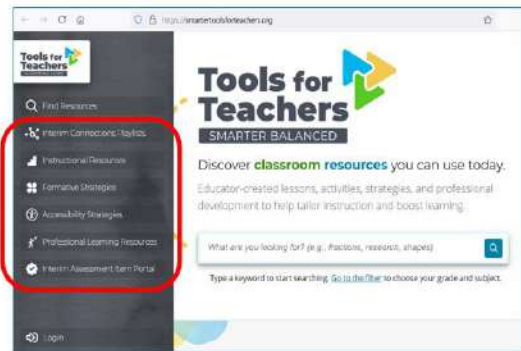 https://smartertoolsforteachers.org
Tools for
Teachers
Find Resources
Interim Connections Playlists
Instructional Resources
Formative Strategies
Accessibility Strategies
Professional Learning Resources
Interim Assessment Item Portal
Login
Tools for
Teachers
SMARTER BALANCED
Discover classroom resources you can use today.
Educator-created lessons, activities, strategies, and professional
development to help tailor instruction and boost learning.
What are you looking for? (e.g., fractions, research, shapes)
Type a keyword to start searching. Go to the filter to choose your grade and subject.